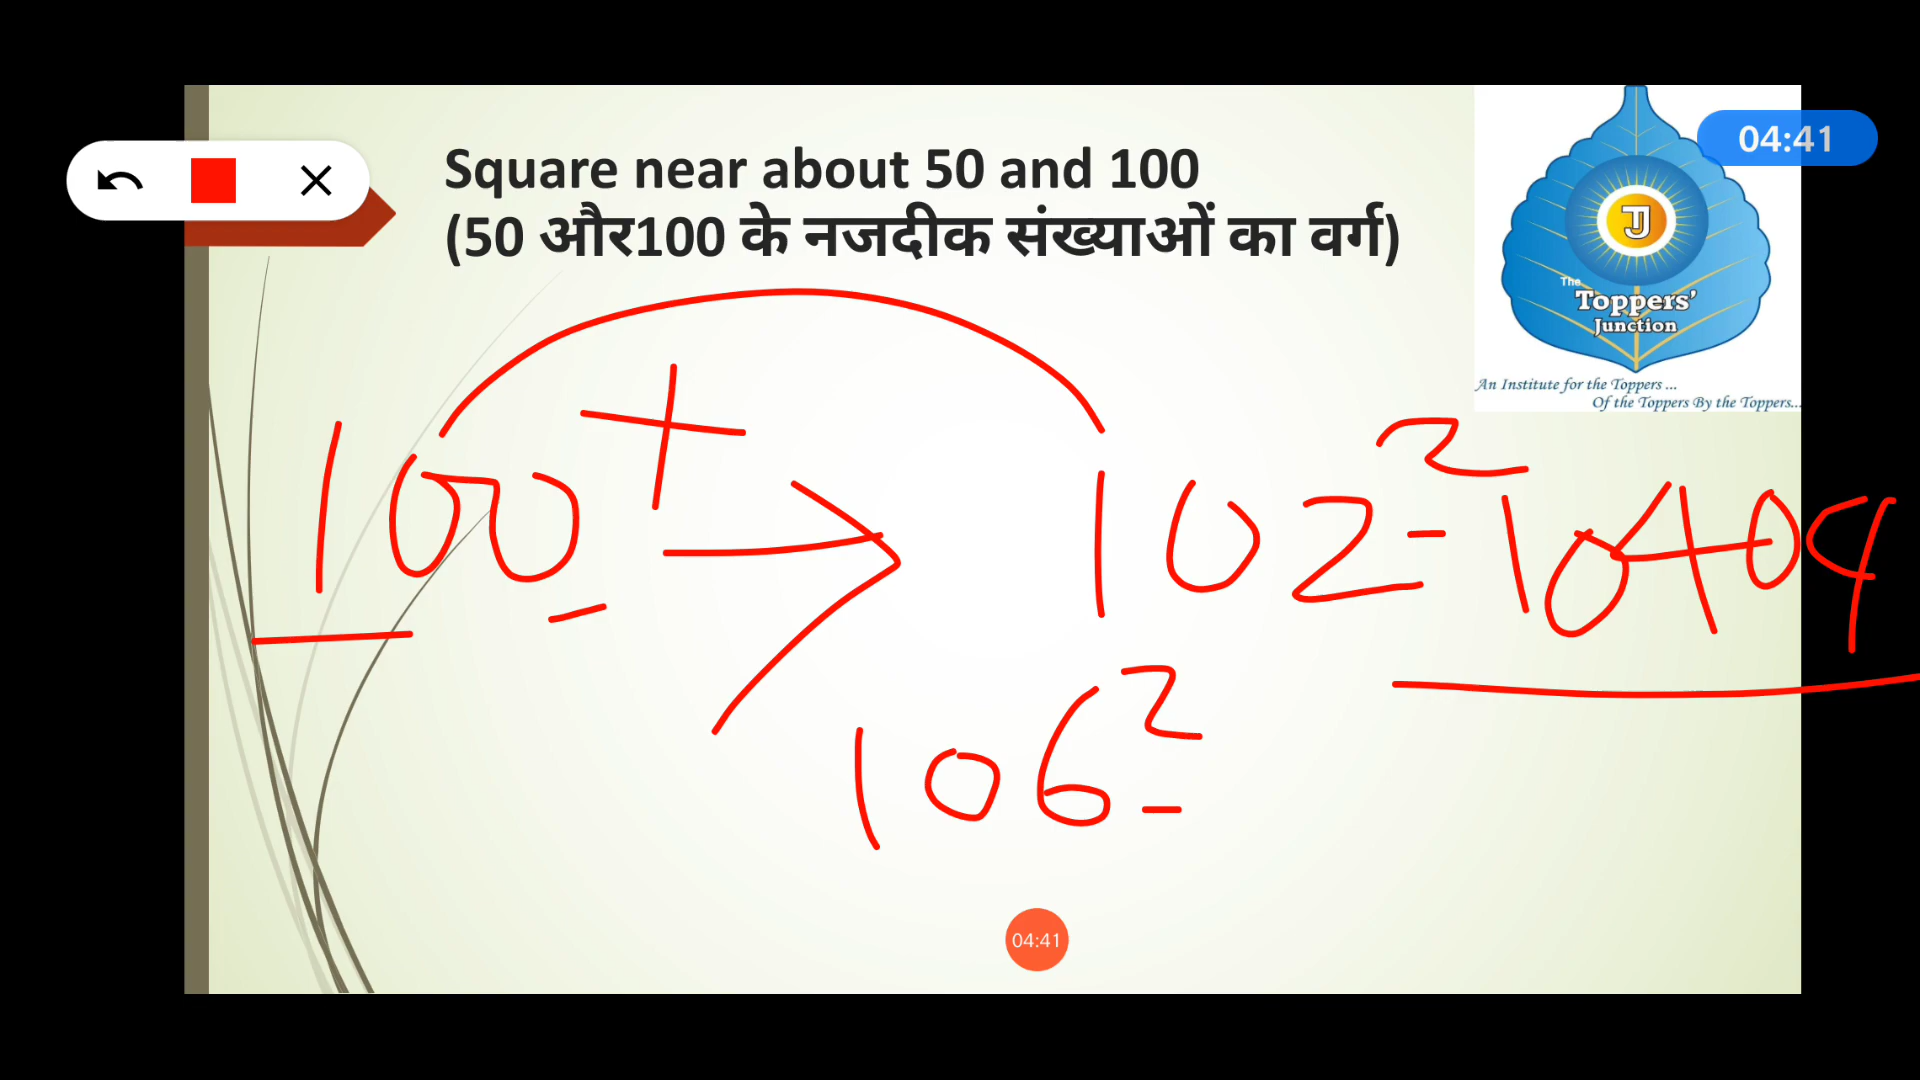 04:41
Square near about 50 and 100
(50 और100 के नजदीक संख्याओं का वर्ग)
J
The
Toppers'
Junction
An Institute for the Toppers ...
Of the Toppers By the Toppers...
100 + → 102² = 10404
106² -
04:41